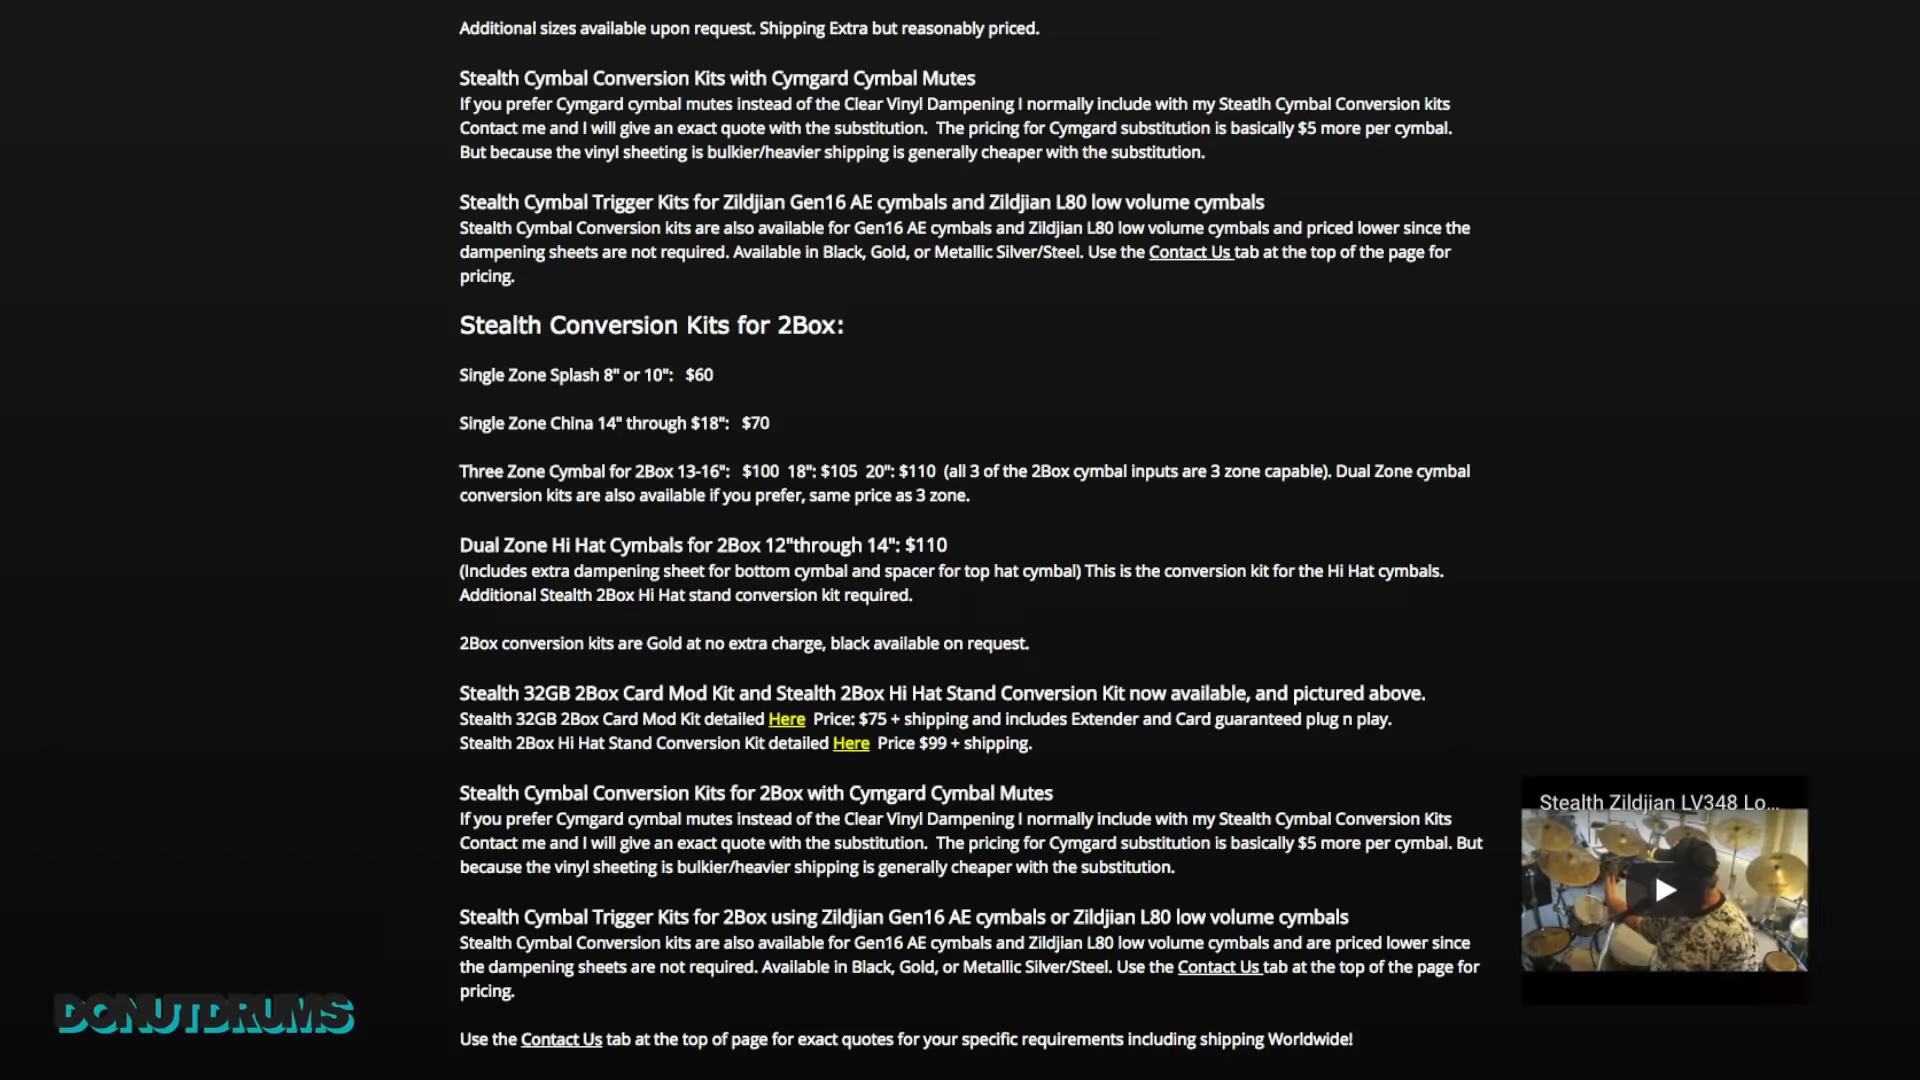 Additional sizes available upon request. Shipping Extra but reasonably priced.
Stealth Cymbal Conversion Kits with Cymgard Cymbal Mutes
If you prefer Cymgard cymbal mutes instead of the Clear Vinyl Dampening I normally include with my Steatlh Cymbal Conversion kits
Contact me and I will give an exact quote with the substitution.  The pricing for Cymgard substitution is basically $5 more per cymbal.
But because the vinyl sheeting is bulkier/heavier shipping is generally cheaper with the substitution.
Stealth Cymbal Trigger Kits for Zildjian Gen16 AE cymbals and Zildjian L80 low volume cymbals
Stealth Cymbal Conversion kits are also available for Gen16 AE cymbals and Zildjian L80 low volume cymbals and priced lower since the
dampening sheets are not required. Available in Black, Gold, or Metallic Silver/Steel. Use the Contact Us tab at the top of the page for
pricing.
Stealth Conversion Kits for 2Box:
Single Zone Splash 8" or 10":   $60
Single Zone China 14" through $18":   $70
Three Zone Cymbal for 2Box 13-16":   $100  18": $105  20": $110  (all 3 of the 2Box cymbal inputs are 3 zone capable). Dual Zone cymbal
conversion kits are also available if you prefer, same price as 3 zone.
Dual Zone Hi Hat Cymbals for 2Box 12"through 14": $110
(Includes extra dampening sheet for bottom cymbal and spacer for top hat cymbal) This is the conversion kit for the Hi Hat cymbals.
Additional Stealth 2Box Hi Hat stand conversion kit required.
2Box conversion kits are Gold at no extra charge, black available on request.
Stealth 32GB 2Box Card Mod Kit and Stealth 2Box Hi Hat Stand Conversion Kit now available, and pictured above.
Stealth 32GB 2Box Card Mod Kit detailed Here  Price: $75 + shipping and includes Extender and Card guaranteed plug n play.
Stealth 2Box Hi Hat Stand Conversion Kit detailed Here  Price $99 + shipping.
Stealth Cymbal Conversion Kits for 2Box with Cymgard Cymbal Mutes
If you prefer Cymgard cymbal mutes instead of the Clear Vinyl Dampening I normally include with my Stealth Cymbal Conversion Kits
Contact me and I will give an exact quote with the substitution.  The pricing for Cymgard substitution is basically $5 more per cymbal. But
because the vinyl sheeting is bulkier/heavier shipping is generally cheaper with the substitution.
Stealth Cymbal Trigger Kits for 2Box using Zildjian Gen16 AE cymbals or Zildjian L80 low volume cymbals
Stealth Cymbal Conversion kits are also available for Gen16 AE cymbals and Zildjian L80 low volume cymbals and are priced lower since
the dampening sheets are not required. Available in Black, Gold, or Metallic Silver/Steel. Use the Contact Us tab at the top of the page for
pricing.
Use the Contact Us tab at the top of page for exact quotes for your specific requirements including shipping Worldwide!
Stealth Zildjian LV348 Lo...
DONUTDRUMS